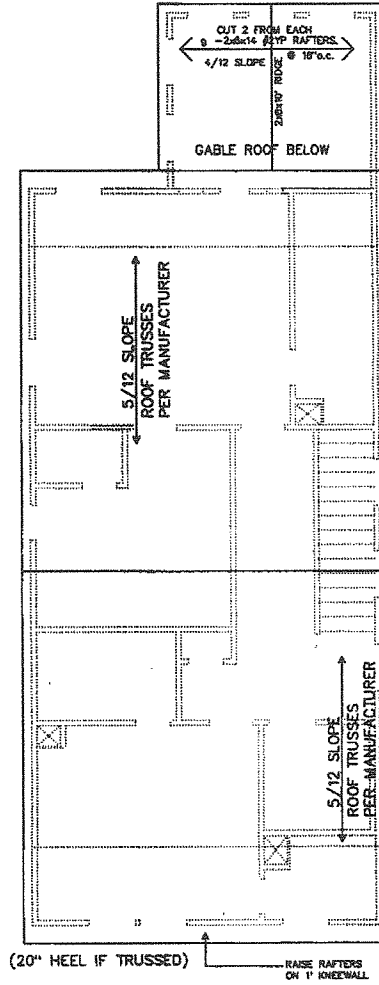 CUT 2 FROM EACH
9 -2x6x14 #2YP RAFTERS.
@ 16"o.c.
4/12 SLOPE
2x8x10' RIDGE
GABLE ROOF BELOW
5/12 SLOPE
ROOF TRUSSES
PER MANUFACTURER
5/12 SLOPE
ROOF TRUSSES
PER MANUFACTURER
(20" HEEL IF TRUSSED)
RAISE RAFTERS
ON 1' KNEEWALL